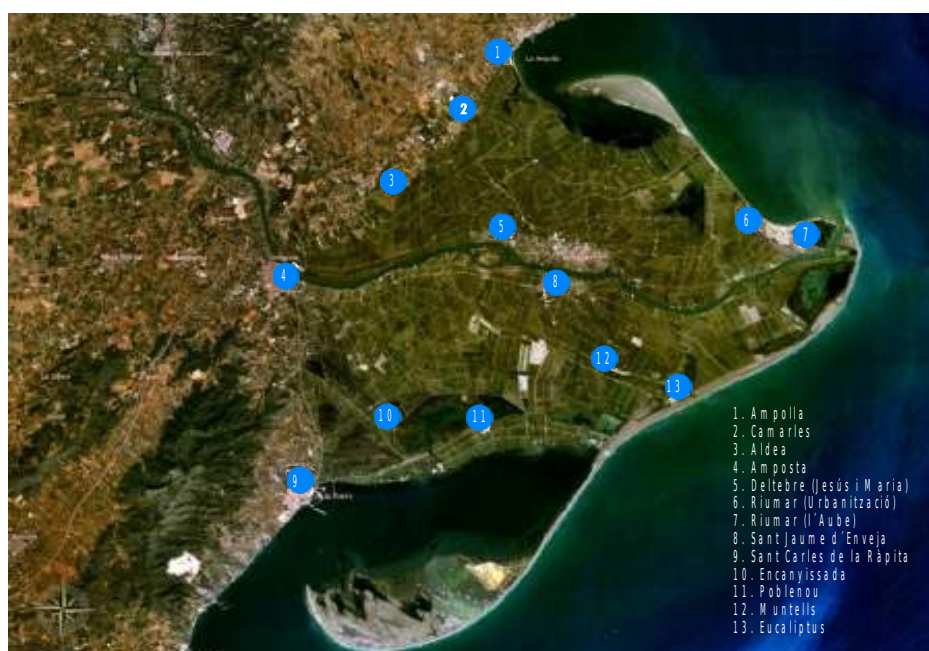 1
La Ampolla
2
3
6
5
7
4
8
12
13
10
11
9
1. Ampolla
2. Camarles
3. Aldea
4. Amposta
5. Deltebre (Jesús i Maria)
6. Riumar (Urbanització)
7. Riumar (l´Aube)
8. Sant Jaume d´Enveja
9. Sant Carles de la Ràpita
10. Encanyissada
11. Poblenou
12. Muntells
13. Eucaliptus